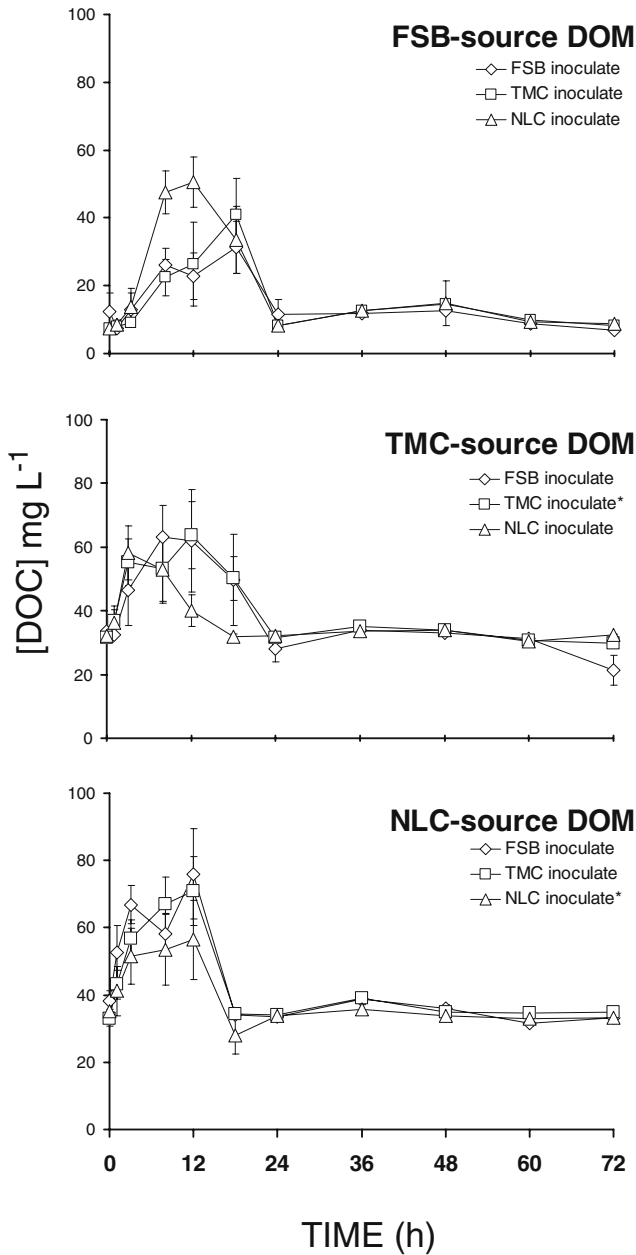 FSB-source DOM
FSB inoculate
TMC inoculate
NLC inoculate
100
80
60
40
20
0
TMC-source DOM
FSB inoculate
TMC inoculate*
NLC inoculate
100
80
60
40
20
0
[DOC] mg L-1
NLC-source DOM
FSB inoculate
TMC inoculate
NLC inoculate*
100
80
60
40
20
0
0 12 24 36 48 60 72
TIME (h)